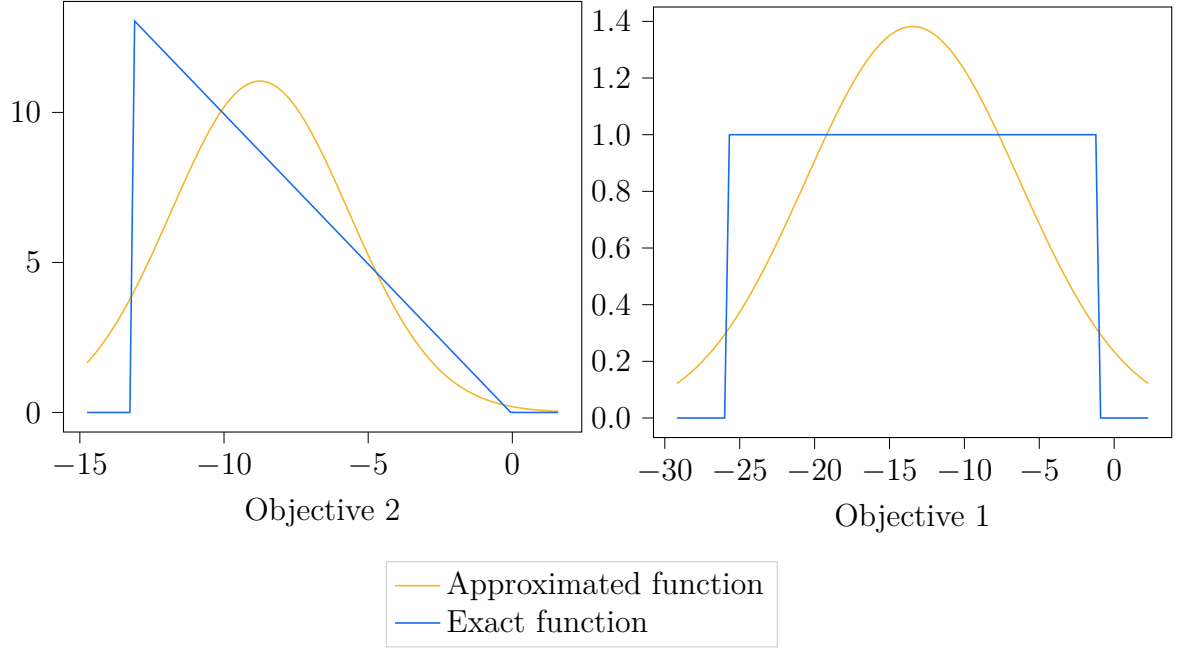 10
5
0
−15 −10 −5 0
Objective 2
1.4
1.2
1.0
0.8
0.6
0.4
0.2
0.0
−30 −25 −20 −15 −10 −5 0
Objective 1
Approximated function
Exact function